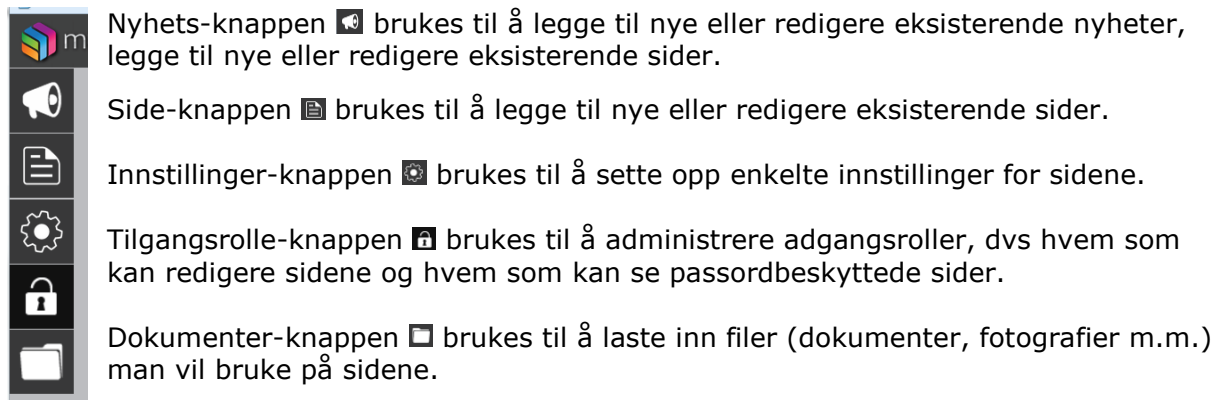 m
Nyhets-knappen brukes til å legge til nye eller redigere eksisterende nyheter,
legge til nye eller redigere eksisterende sider.
Side-knappen brukes til å legge til nye eller redigere eksisterende sider.
Innstillinger-knappen brukes til å sette opp enkelte innstillinger for sidene.
Tilgangsrolle-knappen brukes til å administrere adgangsroller, dvs hvem som
kan redigere sidene og hvem som kan se passordbeskyttede sider.
Dokumenter-knappen brukes til å laste inn filer (dokumenter, fotografier m.m.)
man vil bruke på sidene.